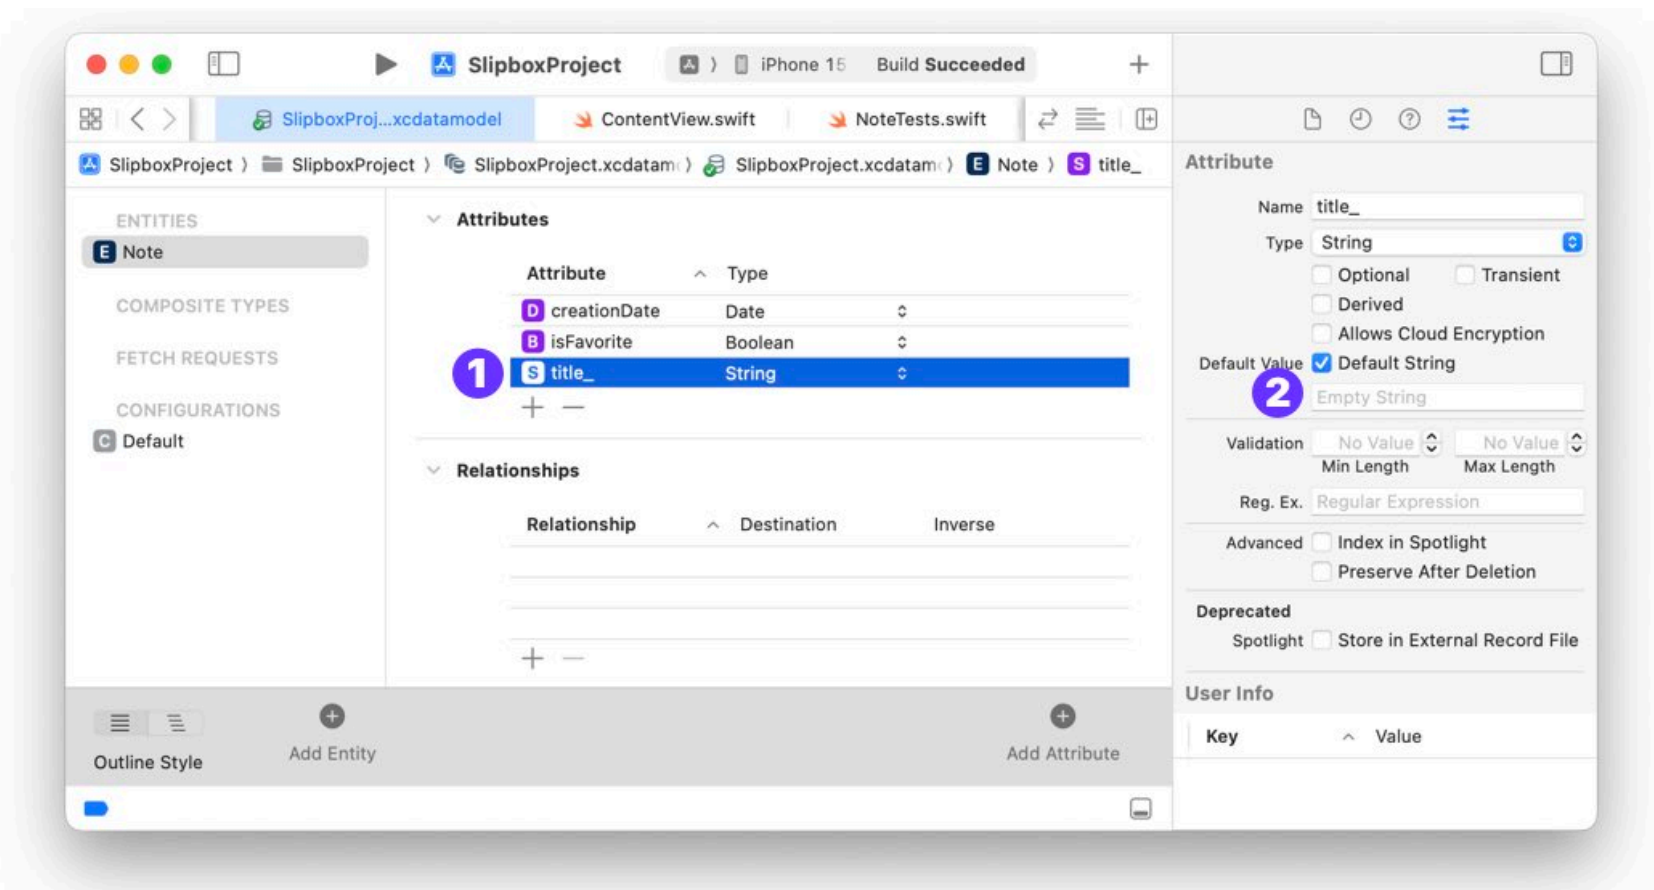 SlipboxProject
iPhone 15 Build Succeeded
SlipboxProj...xcdatamodel ContentView.swift NoteTests.swift
SlipboxProject SlipboxProject SlipboxProject.xcdatam SlipboxProject.xcdatam E Note S title_
ENTITIES
E Note
COMPOSITE TYPES
FETCH REQUESTS
CONFIGURATIONS
C Default
Attributes
Attribute Type
D creationDate Date
B isFavorite Boolean
1 S title_ String
Relationships
Relationship Destination Inverse
Outline Style
Add Entity
Add Attribute
Attribute
Name title_
Type String
Optional Transient
Derived
Allows Cloud Encryption
Default Value Default String
2 Empty String
Validation No Value No Value
Min Length Max Length
Reg. Ex. Regular Expression
Advanced Index in Spotlight
Preserve After Deletion
Deprecated
Spotlight Store in External Record File
User Info
Key Value